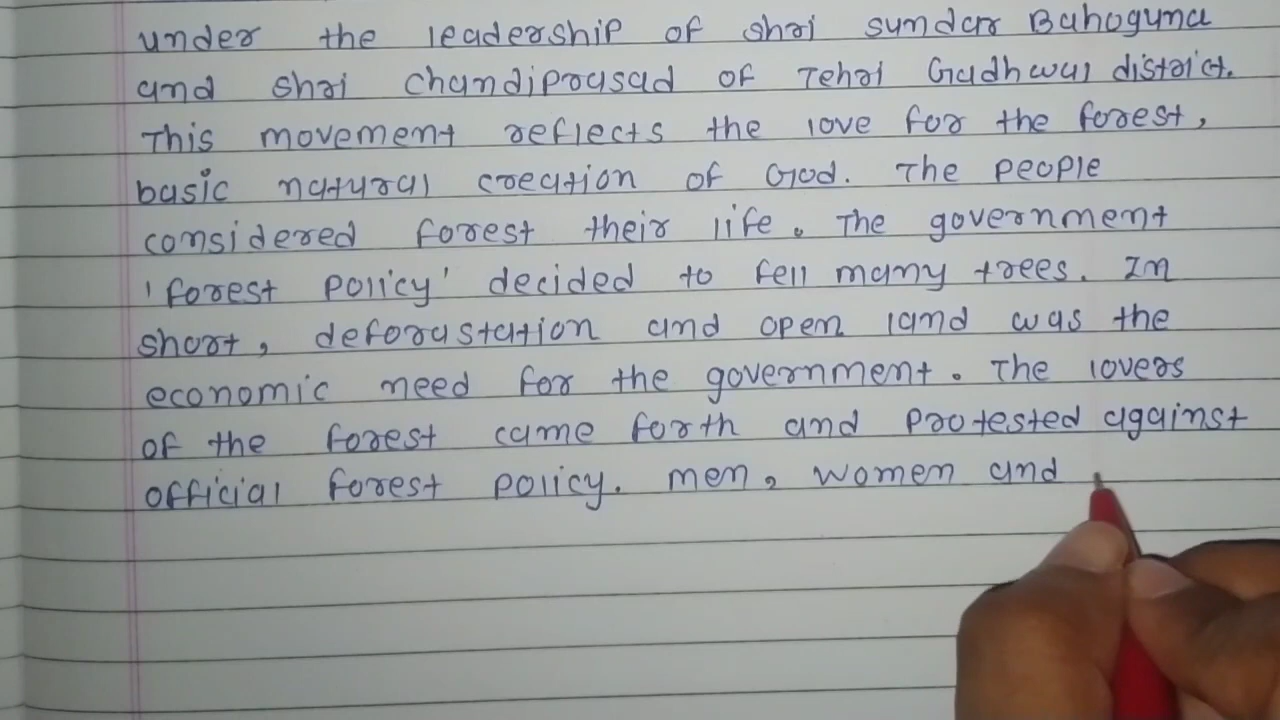 under the leadership of shri sundar Bahoguna
and shri chandiprasad of Tehri Gadhwal district.
This movement reflects the love for the forest,
basic natural creation of God. The people
considered forest their life. The government
'forest policy' decided to fell many trees. In
short, deforastation and open land was the
economic need for the government. The lovers
of the forest came forth and protested against
official forest policy. men, women and